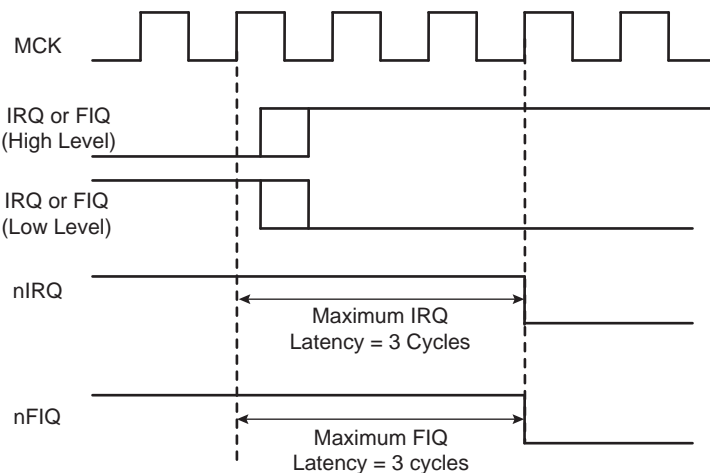 MCK
IRQ or FIQ
(High Level)
IRQ or FIQ
(Low Level)
nIRQ
Maximum IRQ
Latency = 3 Cycles
nFIQ
Maximum FIQ
Latency = 3 cycles